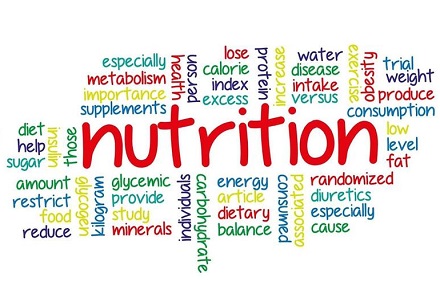 especially
metabolism
importance
supplements
health
person
lose
calorie
index
excess
protein
increase
water
disease
intake
versus
exercise
obesity
trial
weight
produce
consumption
diet
help
sugar
insulin
those
nutrition
low
level
fat
amount
restrict
food
reduce
glycogen
kilogram
glycemic
provide
study
minerals
individuals
carbohydrate
energy
article
dietary
balance
consumed
associated
randomized
diuretics
especially
cause